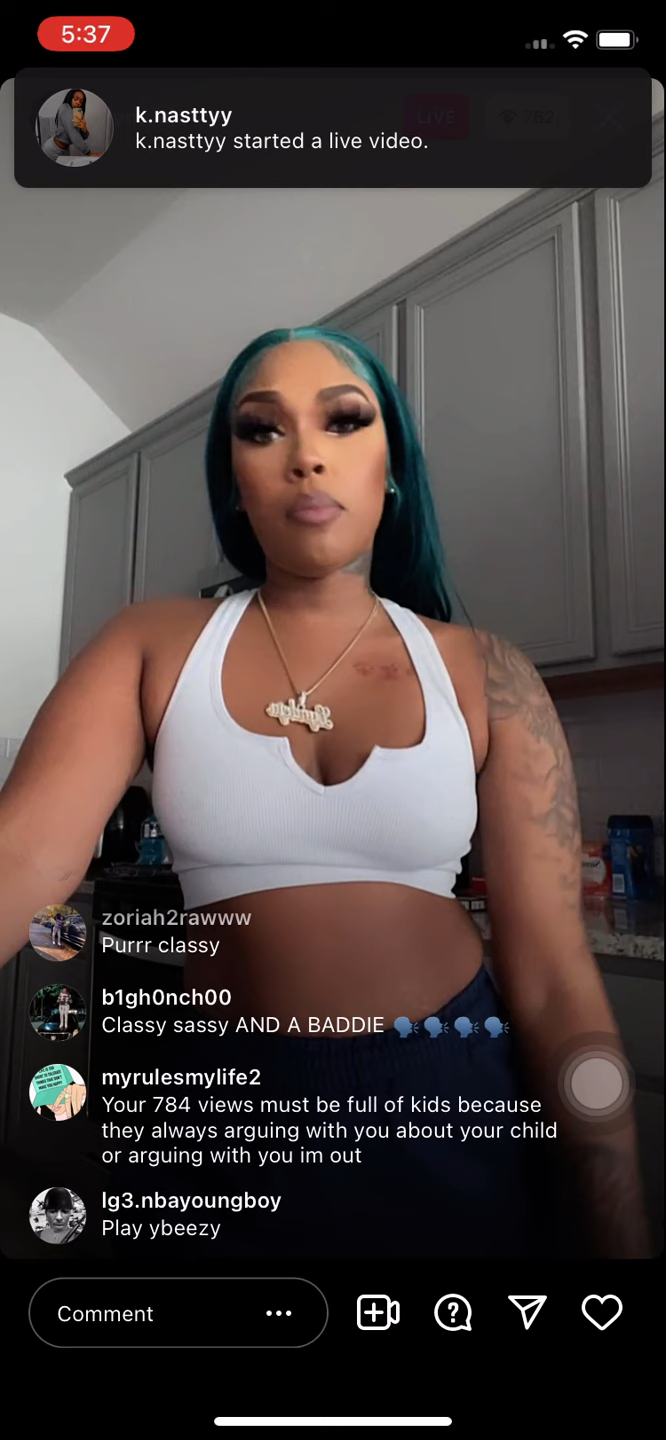 5:37
k.nasttyy
k.nasttyy started a live video.
LIVE
762
zoriah2rawww
Purrr classy
b1gh0nch00
Classy sassy AND A BADDIE 🗣️🗣️🗣️🗣️
myrulesmylife2
Your 784 views must be full of kids because
they always arguing with you about your child
or arguing with you im out
lg3.nbayoungboy
Play ybeezy
Comment